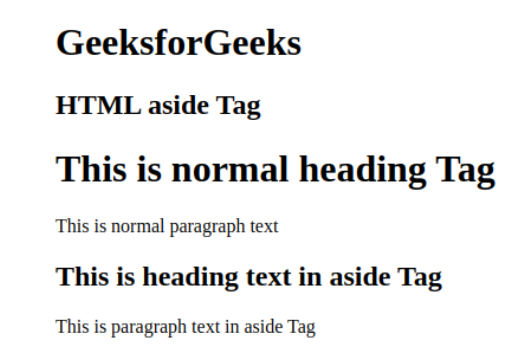 GeeksforGeeks
HTML aside Tag
This is normal heading Tag
This is normal paragraph text
This is heading text in aside Tag
This is paragraph text in aside Tag